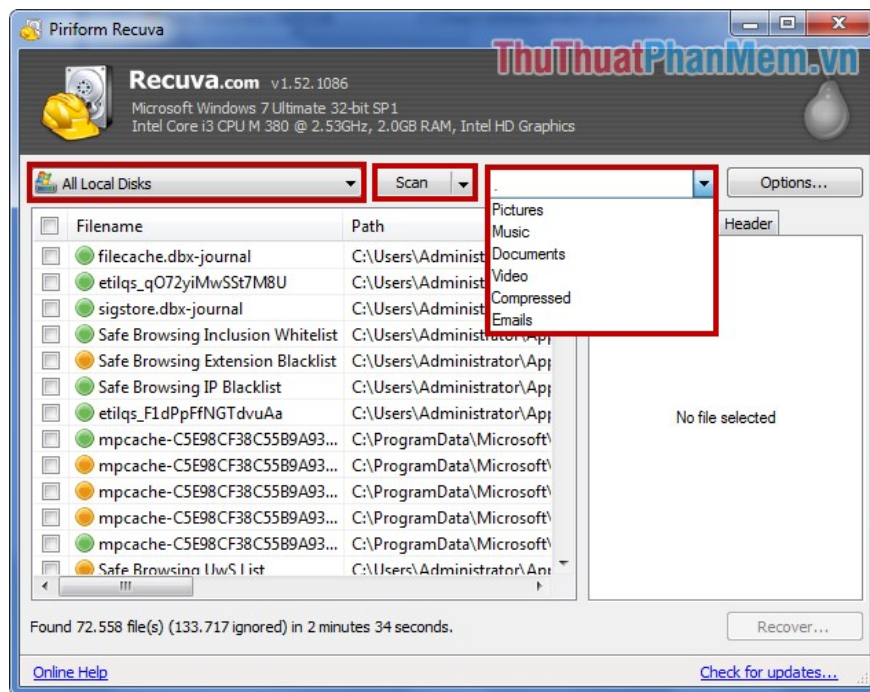 Piriform Recuva
ThuThuatPhanMem.vn
Recuva.com v1.52.1086
Microsoft Windows 7 Ultimate 32-bit SP1
Intel Core i3 CPU M 380 @ 2.53GHz, 2.0GB RAM, Intel HD Graphics
All Local Disks Scan . Options...
Pictures
Music
Documents
Video
Compressed
Emails
Filename Path Header
filecache.dbx-journal C:\Users\Administ
etilqs_qO72yiMwSSt7M8U C:\Users\Administ
sigstore.dbx-journal C:\Users\Administ
Safe Browsing Inclusion Whitelist C:\Users\Administrator\App
Safe Browsing Extension Blacklist C:\Users\Administrator\App
Safe Browsing IP Blacklist C:\Users\Administrator\App
etilqs_F1dPpFfNGTdvuAa C:\Users\Administrator\App
No file selected
mpcache-C5E98CF38C55B9A93... C:\ProgramData\Microsoft\
mpcache-C5E98CF38C55B9A93... C:\ProgramData\Microsoft\
mpcache-C5E98CF38C55B9A93... C:\ProgramData\Microsoft\
mpcache-C5E98CF38C55B9A93... C:\ProgramData\Microsoft\
mpcache-C5E98CF38C55B9A93... C:\ProgramData\Microsoft\
Safe Browsing UwS List C:\Users\Administrator\App
Found 72.558 file(s) (133.717 ignored) in 2 minutes 34 seconds. Recover...
Online Help Check for updates...